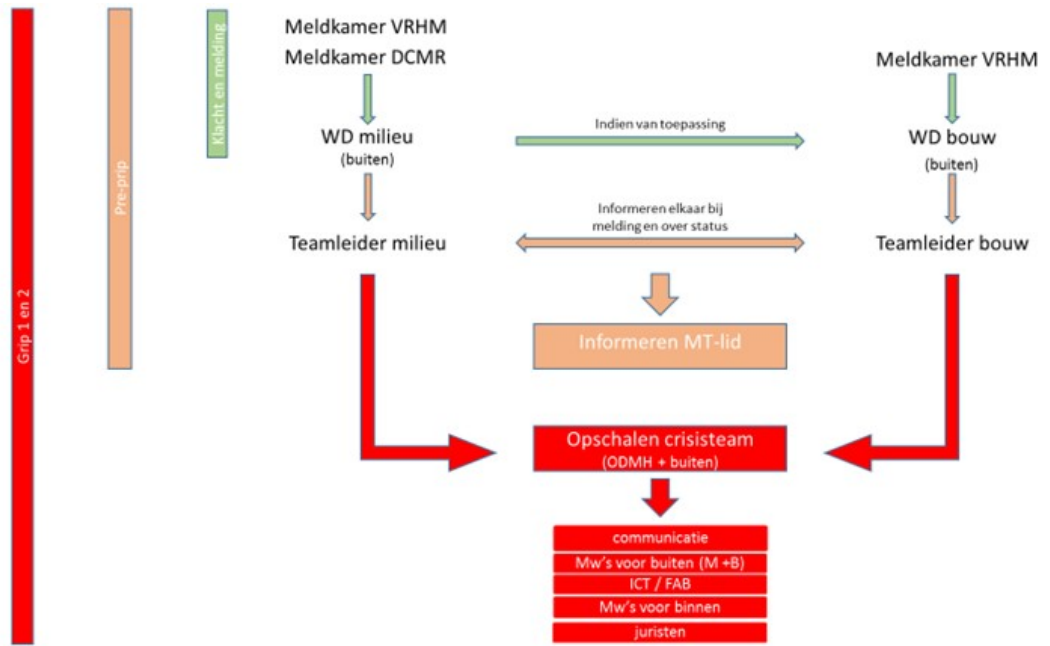 Grip 1 en 2
Pre-prip
Klacht en melding
Meldkamer VRHM
Meldkamer DCMR
Meldkamer VRHM
WD milieu
(buiten)
Indien van toepassing
WD bouw
(buiten)
Teamleider milieu
Informeren elkaar bij
melding en over status
Teamleider bouw
Informeren MT-lid
Opschalen crisisteam
(ODMH + buiten)
communicatie
Mw's voor buiten (M +B)
ICT / FAB
Mw's voor binnen
juristen